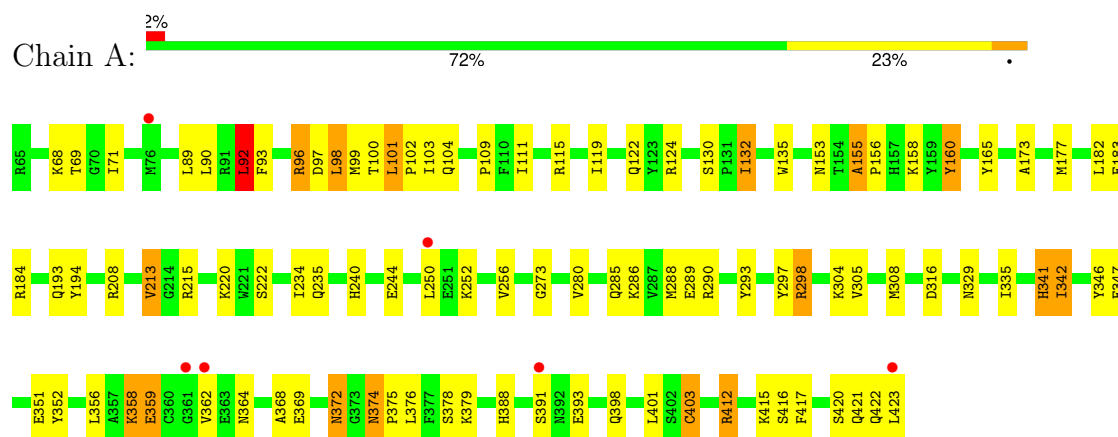 2%
Chain A:
72% 23% •
R65 K68 T69 G70 I71 M76 L89 L90 R91 L92 F93 R96 D97 L98 M99 T100 L101 P102 I103 Q104 P109 F110 I111 R115 I119 Q122 Y123 R124 S130 P131 I132 W135 N153 T154 A155 P156 H157 K158 Y159 Y160 Y165 A173 M177 L182
R184 Q193 Y194 R208 V213 G214 R215 K220 W221 S222 I234 Q235 H240 E244 L250 E251 K252 V256 G273 V280 Q285 K286 V287 M288 E289 R290 Y293 Y297 R298 K304 V305 M308 D316 N329 I335 H341 I342 Y346
E351 Y352 L356 A357 K358 E359 C360 G361 V362 E363 N364 A368 E369 N372 G373 N374 P375 L376 F377 S378 K379 H388 S391 N392 E393 Q398 L401 S402 C403 R412 K415 S416 F417 S420 Q421 Q422 L423